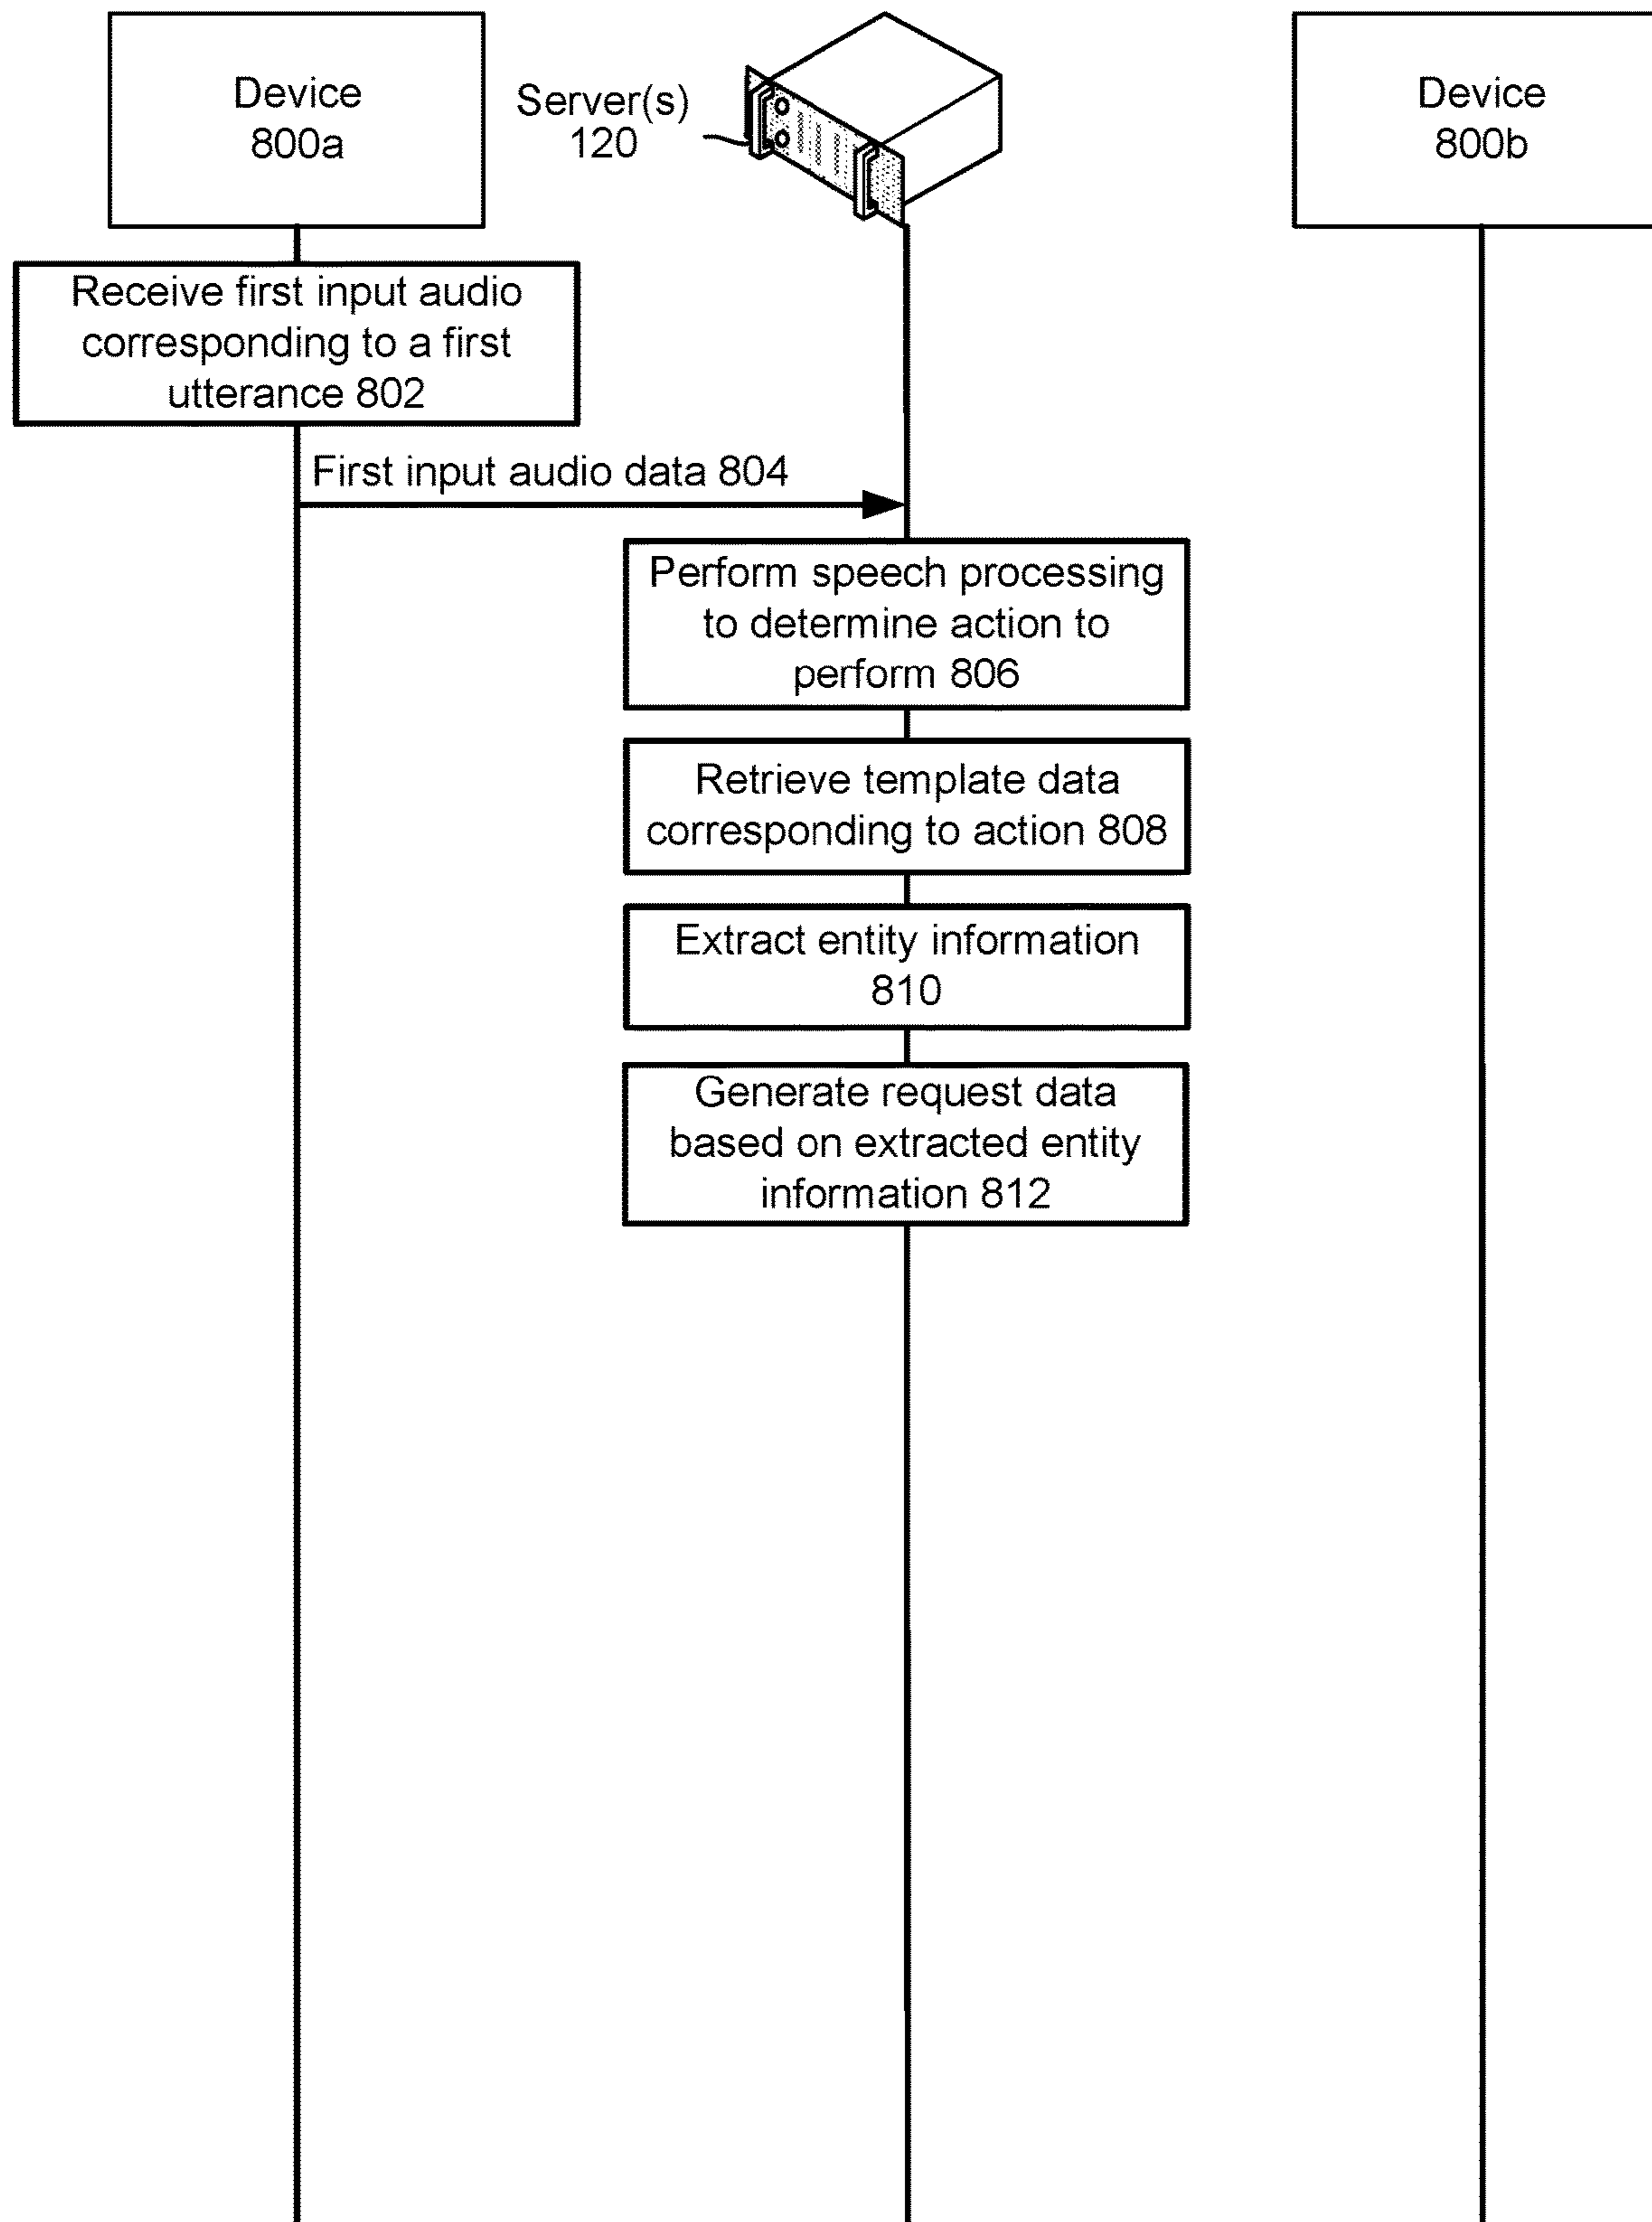 Device
800a
Server(s)
120
Device
800b
Receive first input audio
corresponding to a first
utterance 802
First input audio data 804
Perform speech processing
to determine action to
perform 806
Retrieve template data
corresponding to action 808
Extract entity information
810
Generate request data
based on extracted entity
information 812